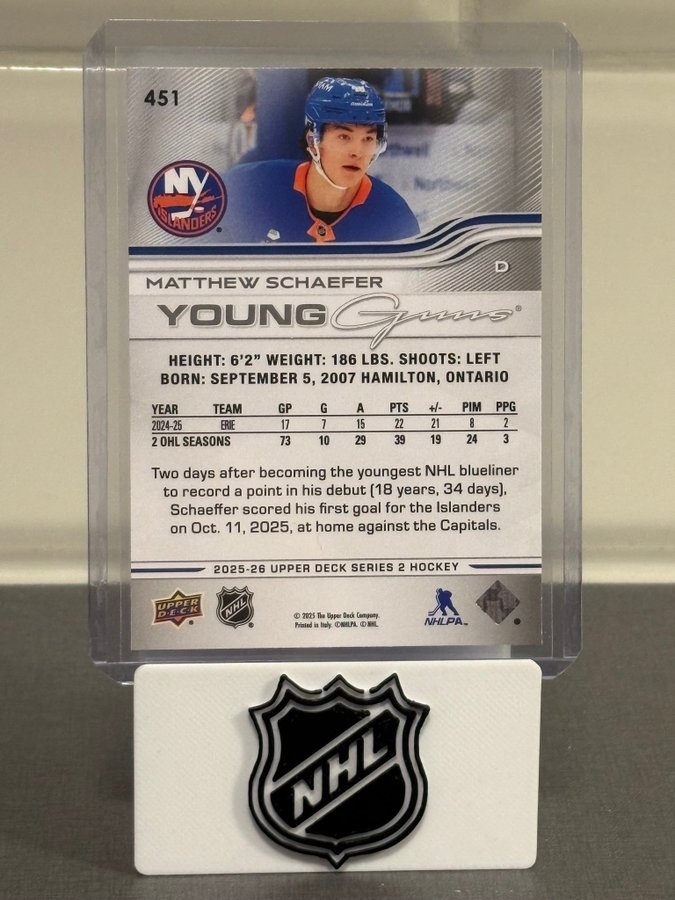 451
NY
ISLANDERS
Northwell
MATTHEW SCHAEFER
D
YOUNG Guns®
HEIGHT: 6'2" WEIGHT: 186 LBS. SHOOTS: LEFT
BORN: SEPTEMBER 5, 2007 HAMILTON, ONTARIO
YEAR TEAM GP G A PTS +/- PIM PPG
2024-25 ERIE 17 7 15 22 21 8 2
2 OHL SEASONS 73 10 29 39 19 24 3
Two days after becoming the youngest NHL blueliner
to record a point in his debut (18 years, 34 days),
Schaeffer scored his first goal for the Islanders
on Oct. 11, 2025, at home against the Capitals.
2025-26 UPPER DECK SERIES 2 HOCKEY
UPPER
DECK
NHL
© 2025 The Upper Deck Company.
Printed in Italy. ©NHLPA. © NHL.
NHLPA™
NHL